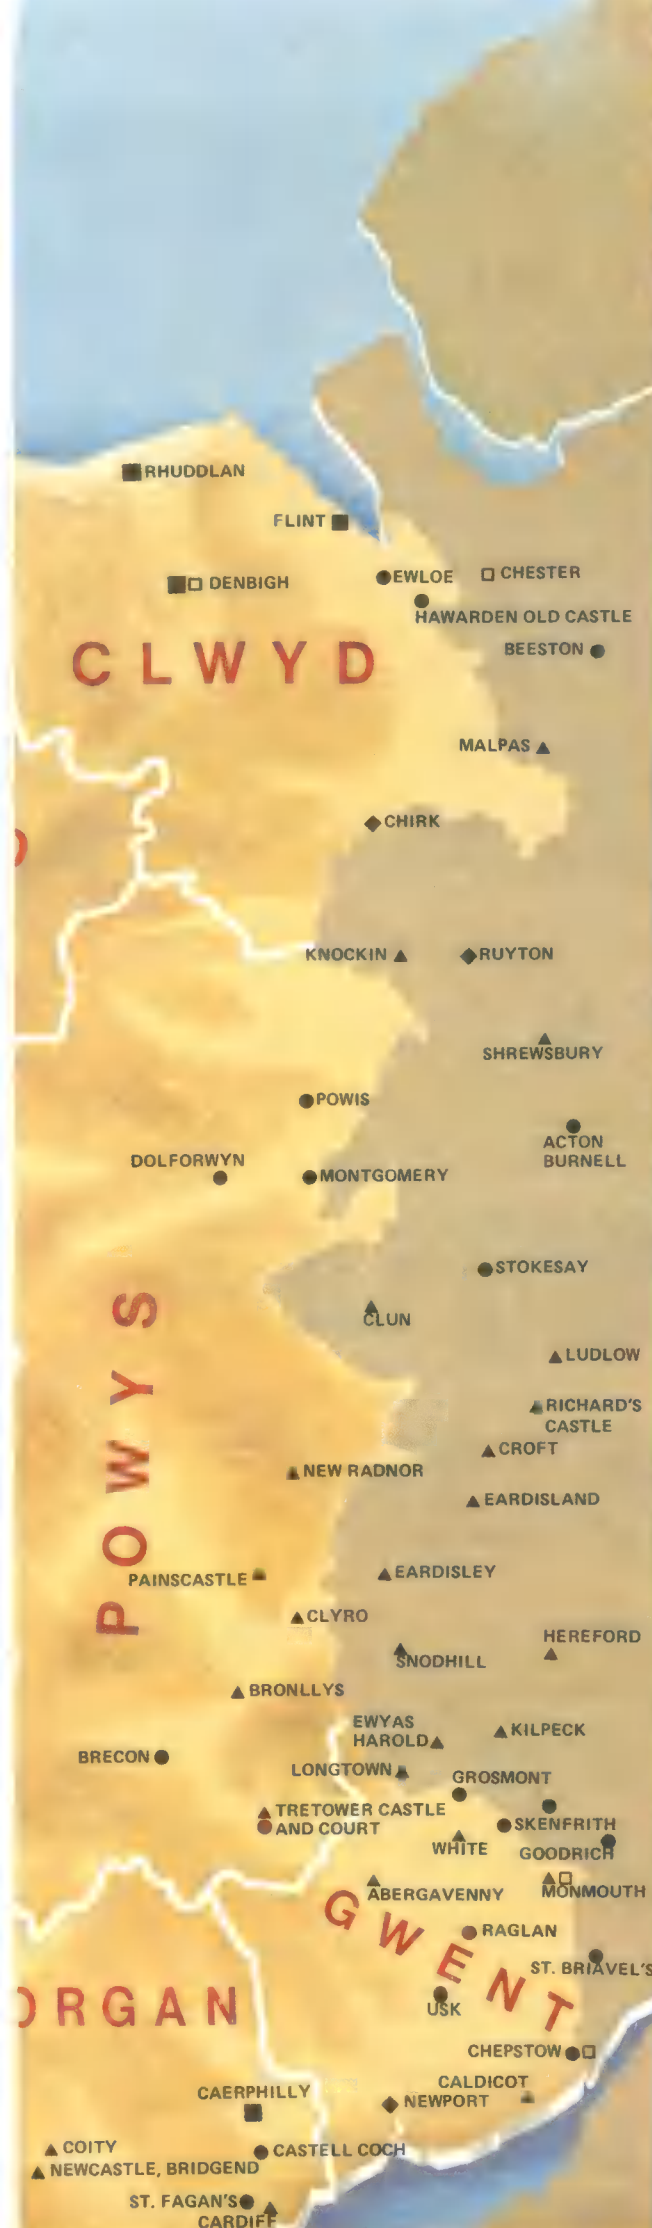 RHUDDLAN
FLINT
DENBIGH
EWLOE
CHESTER
HAWARDEN OLD CASTLE
BEESTON
CLWYD
MALPAS
CHIRK
KNOCKIN
RUYTON
SHREWSBURY
POWIS
ACTON
BURNELL
DOLFORWYN
MONTGOMERY
STOKESAY
CLUN
POWYS
LUDLOW
RICHARD'S
CASTLE
CROFT
NEW RADNOR
EARDISLAND
PAINSCASTLE
EARDISLEY
CLYRO
HEREFORD
SNODHILL
BRONLLYS
EWYAS
HAROLD
KILPECK
BRECON
LONGTOWN
GROSMONT
TRETOWER CASTLE
AND COURT
SKENFRITH
WHITE
GOODRICH
ABERGAVENNY
MONMOUTH
GWENT
RAGLAN
ST. BRIAVEL'S
USK
ORGAN
CHEPSTOW
CALDICOT
CAERPHILLY
NEWPORT
COITY
CASTELL COCH
NEWCASTLE, BRIDGEND
ST. FAGAN'S
CARDIFF